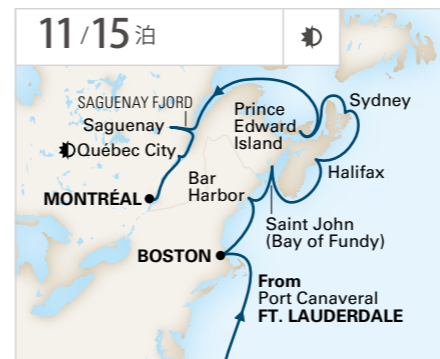 11/15泊
SAGUENAY FJORD
Saguenay
Québec City
MONTRÉAL
Prince
Edward
Island
Sydney
Halifax
Bar
Harbor
Saint John
(Bay of Fundy)
BOSTON
From
Port Canaveral
FT. LAUDERDALE